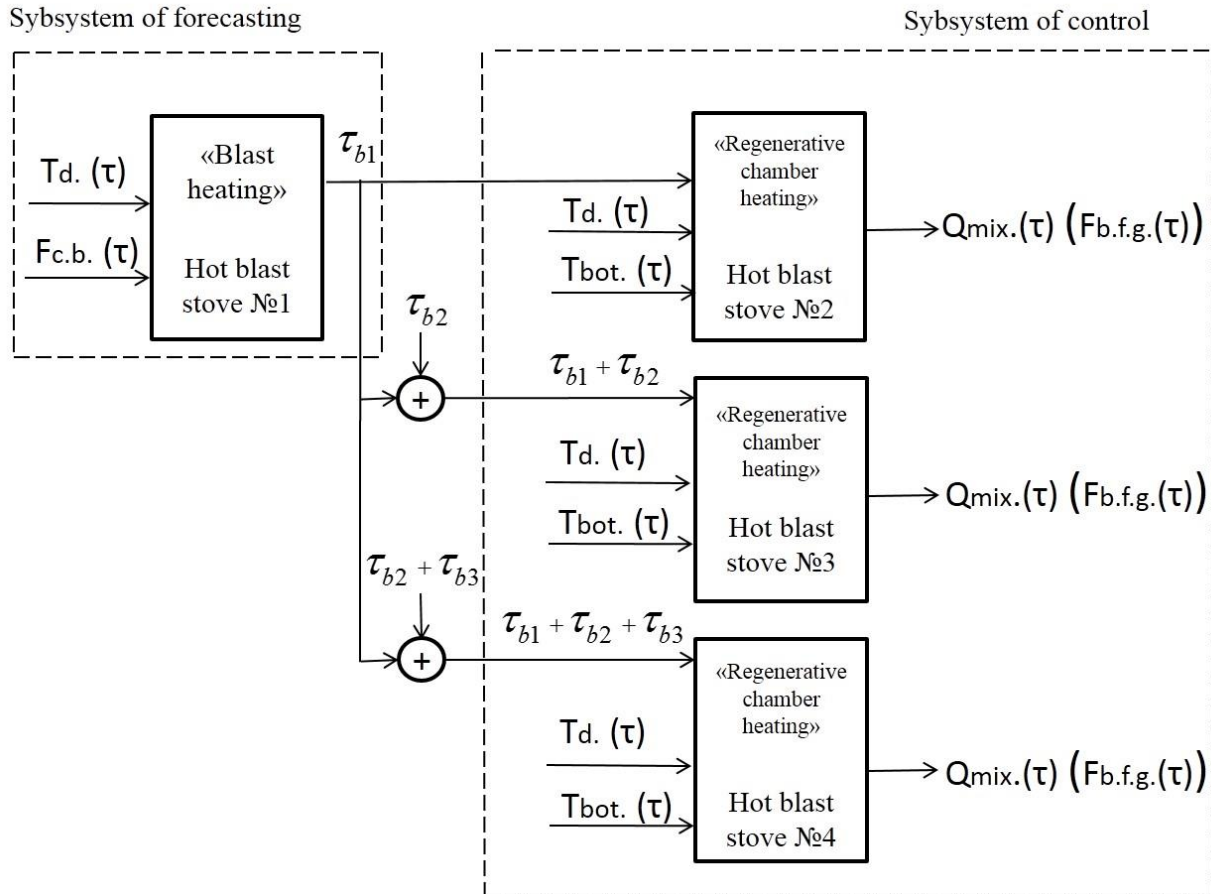 Sybsystem of forecasting
Sybsystem of control
Td. (τ)
Fc.b. (τ)
«Blast
heating»
Hot blast
stove №1
τb1
«Regenerative
chamber
heating»
Hot blast
stove №2
Td. (τ)
Tbot. (τ)
Qmix.(τ) (Fb.f.g.(τ))
τb2
+
τb1 + τb2
Td. (τ)
Tbot. (τ)
«Regenerative
chamber
heating»
Hot blast
stove №3
Qmix.(τ) (Fb.f.g.(τ))
τb2 + τb3
+
τb1 + τb2 + τb3
Td. (τ)
Tbot. (τ)
«Regenerative
chamber
heating»
Hot blast
stove №4
Qmix.(τ) (Fb.f.g.(τ))